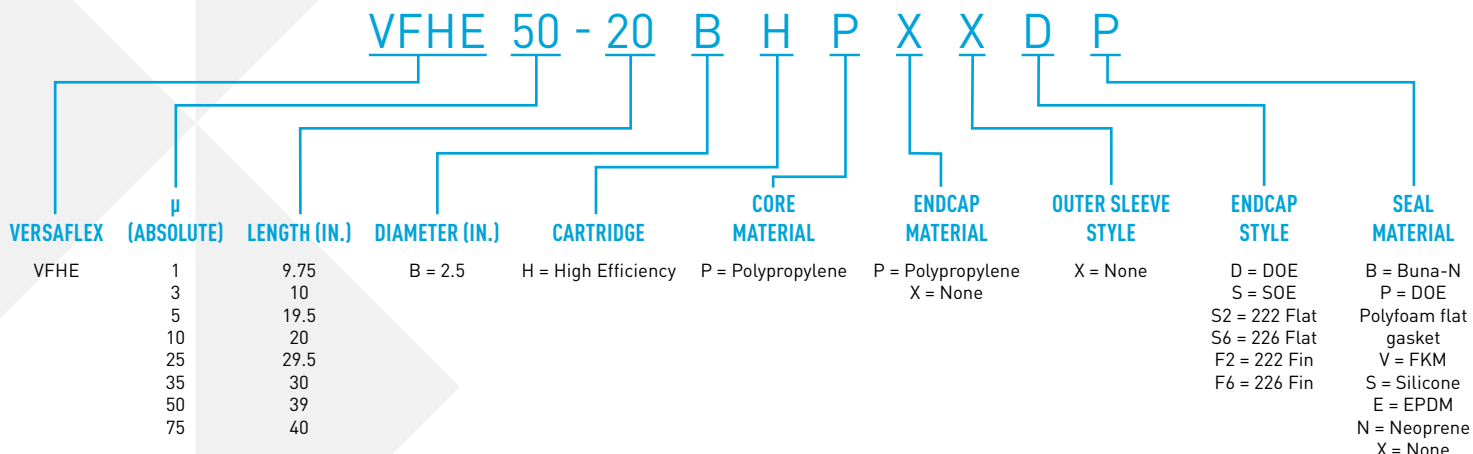 VFHE 50 - 20 B H P X X D P
VERSAFLEX
VFHE
µ
(ABSOLUTE)
1
3
5
10
25
35
50
75
LENGTH (IN.)
9.75
10
19.5
20
29.5
30
39
40
DIAMETER (IN.)
B = 2.5
CARTRIDGE
H = High Efficiency
CORE
MATERIAL
P = Polypropylene
ENDCAP
MATERIAL
P = Polypropylene
X = None
OUTER SLEEVE
STYLE
X = None
ENDCAP
STYLE
D = DOE
S = SOE
S2 = 222 Flat
S6 = 226 Flat
F2 = 222 Fin
F6 = 226 Fin
SEAL
MATERIAL
B = Buna-N
P = DOE
Polyfoam flat
gasket
V = FKM
S = Silicone
E = EPDM
N = Neoprene
X = None